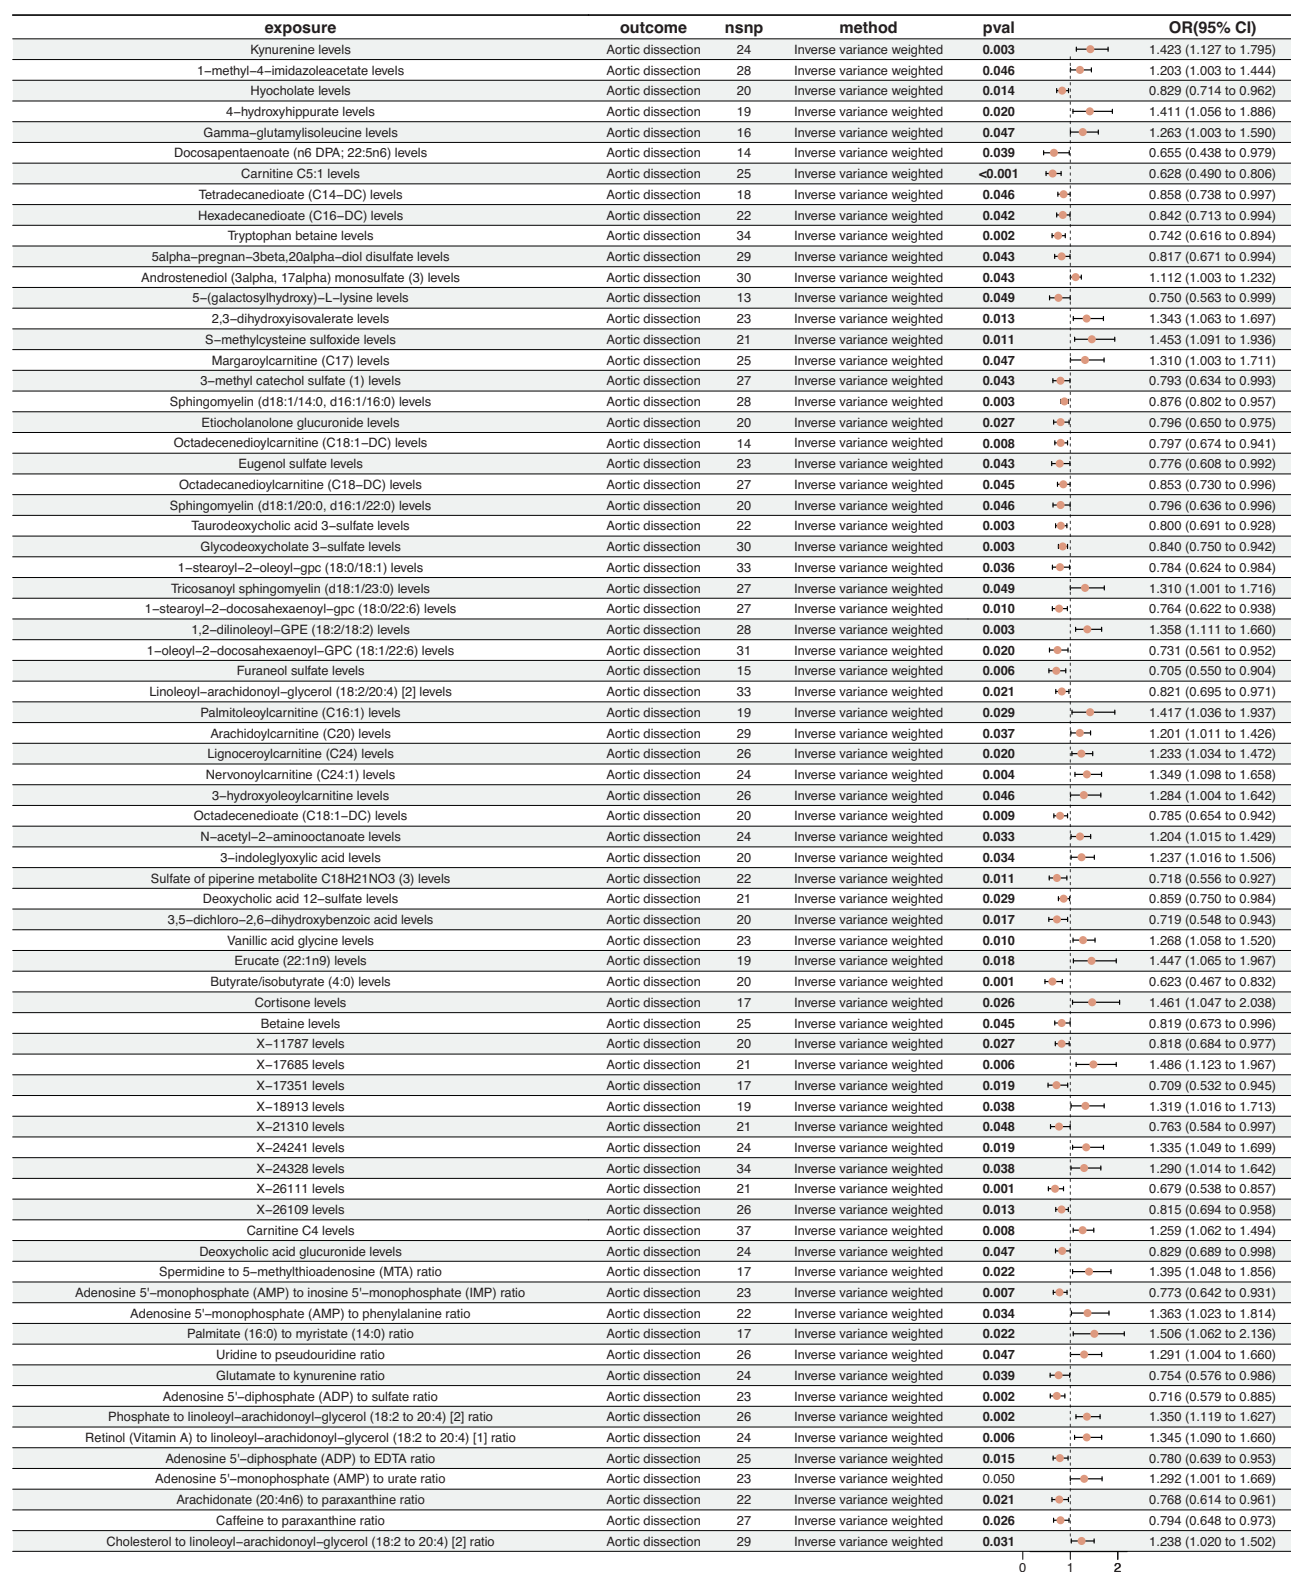 exposure outcome nsnp method pval OR(95% CI)
Kynurenine levels Aortic dissection 24 Inverse variance weighted 0.003 1.423 (1.127 to 1.795)
1−methyl−4−imidazoleacetate levels Aortic dissection 28 Inverse variance weighted 0.046 1.203 (1.003 to 1.444)
Hyocholate levels Aortic dissection 20 Inverse variance weighted 0.014 0.829 (0.714 to 0.962)
4−hydroxyhippurate levels Aortic dissection 19 Inverse variance weighted 0.020 1.411 (1.056 to 1.886)
Gamma−glutamylisoleucine levels Aortic dissection 16 Inverse variance weighted 0.047 1.263 (1.003 to 1.590)
Docosapentaenoate (n6 DPA; 22:5n6) levels Aortic dissection 14 Inverse variance weighted 0.039 0.655 (0.438 to 0.979)
Carnitine C5:1 levels Aortic dissection 25 Inverse variance weighted <0.001 0.628 (0.490 to 0.806)
Tetradecanedioate (C14−DC) levels Aortic dissection 18 Inverse variance weighted 0.046 0.858 (0.738 to 0.997)
Hexadecanedioate (C16−DC) levels Aortic dissection 22 Inverse variance weighted 0.042 0.842 (0.713 to 0.994)
Tryptophan betaine levels Aortic dissection 34 Inverse variance weighted 0.002 0.742 (0.616 to 0.894)
5alpha−pregnan−3beta,20alpha−diol disulfate levels Aortic dissection 29 Inverse variance weighted 0.043 0.817 (0.671 to 0.994)
Androstenediol (3alpha, 17alpha) monosulfate (3) levels Aortic dissection 30 Inverse variance weighted 0.043 1.112 (1.003 to 1.232)
5−(galactosylhydroxy)−L−lysine levels Aortic dissection 13 Inverse variance weighted 0.049 0.750 (0.563 to 0.999)
2,3−dihydroxyisovalerate levels Aortic dissection 23 Inverse variance weighted 0.013 1.343 (1.063 to 1.697)
S−methylcysteine sulfoxide levels Aortic dissection 21 Inverse variance weighted 0.011 1.453 (1.091 to 1.936)
Margaroylcarnitine (C17) levels Aortic dissection 25 Inverse variance weighted 0.047 1.310 (1.003 to 1.711)
3−methyl catechol sulfate (1) levels Aortic dissection 27 Inverse variance weighted 0.043 0.793 (0.634 to 0.993)
Sphingomyelin (d18:1/14:0, d16:1/16:0) levels Aortic dissection 28 Inverse variance weighted 0.003 0.876 (0.802 to 0.957)
Etiocholanolone glucuronide levels Aortic dissection 20 Inverse variance weighted 0.027 0.796 (0.650 to 0.975)
Octadecenedioylcarnitine (C18:1−DC) levels Aortic dissection 14 Inverse variance weighted 0.008 0.797 (0.674 to 0.941)
Eugenol sulfate levels Aortic dissection 23 Inverse variance weighted 0.043 0.776 (0.608 to 0.992)
Octadecanedioylcarnitine (C18−DC) levels Aortic dissection 27 Inverse variance weighted 0.045 0.853 (0.730 to 0.996)
Sphingomyelin (d18:1/20:0, d16:1/22:0) levels Aortic dissection 20 Inverse variance weighted 0.046 0.796 (0.636 to 0.996)
Taurodeoxycholic acid 3−sulfate levels Aortic dissection 22 Inverse variance weighted 0.003 0.800 (0.691 to 0.928)
Glycodeoxycholate 3−sulfate levels Aortic dissection 30 Inverse variance weighted 0.003 0.840 (0.750 to 0.942)
1−stearoyl−2−oleoyl−gpc (18:0/18:1) levels Aortic dissection 33 Inverse variance weighted 0.036 0.784 (0.624 to 0.984)
Tricosanoyl sphingomyelin (d18:1/23:0) levels Aortic dissection 27 Inverse variance weighted 0.049 1.310 (1.001 to 1.716)
1−stearoyl−2−docosahexaenoyl−gpc (18:0/22:6) levels Aortic dissection 27 Inverse variance weighted 0.010 0.764 (0.622 to 0.938)
1,2−dilinoleoyl−GPE (18:2/18:2) levels Aortic dissection 28 Inverse variance weighted 0.003 1.358 (1.111 to 1.660)
1−oleoyl−2−docosahexaenoyl−GPC (18:1/22:6) levels Aortic dissection 31 Inverse variance weighted 0.020 0.731 (0.561 to 0.952)
Furaneol sulfate levels Aortic dissection 15 Inverse variance weighted 0.006 0.705 (0.550 to 0.904)
Linoleoyl−arachidonoyl−glycerol (18:2/20:4) [2] levels Aortic dissection 33 Inverse variance weighted 0.021 0.821 (0.695 to 0.971)
Palmitoleoylcarnitine (C16:1) levels Aortic dissection 19 Inverse variance weighted 0.029 1.417 (1.036 to 1.937)
Arachidoylcarnitine (C20) levels Aortic dissection 29 Inverse variance weighted 0.037 1.201 (1.011 to 1.426)
Lignoceroylcarnitine (C24) levels Aortic dissection 26 Inverse variance weighted 0.020 1.233 (1.034 to 1.472)
Nervonoylcarnitine (C24:1) levels Aortic dissection 24 Inverse variance weighted 0.004 1.349 (1.098 to 1.658)
3−hydroxyoleoylcarnitine levels Aortic dissection 26 Inverse variance weighted 0.046 1.284 (1.004 to 1.642)
Octadecenedioate (C18:1−DC) levels Aortic dissection 20 Inverse variance weighted 0.009 0.785 (0.654 to 0.942)
N−acetyl−2−aminooctanoate levels Aortic dissection 24 Inverse variance weighted 0.033 1.204 (1.015 to 1.429)
3−indoleglyoxylic acid levels Aortic dissection 20 Inverse variance weighted 0.034 1.237 (1.016 to 1.506)
Sulfate of piperine metabolite C18H21NO3 (3) levels Aortic dissection 22 Inverse variance weighted 0.011 0.718 (0.556 to 0.927)
Deoxycholic acid 12−sulfate levels Aortic dissection 21 Inverse variance weighted 0.029 0.859 (0.750 to 0.984)
3,5−dichloro−2,6−dihydroxybenzoic acid levels Aortic dissection 20 Inverse variance weighted 0.017 0.719 (0.548 to 0.943)
Vanillic acid glycine levels Aortic dissection 23 Inverse variance weighted 0.010 1.268 (1.058 to 1.520)
Erucate (22:1n9) levels Aortic dissection 19 Inverse variance weighted 0.018 1.447 (1.065 to 1.967)
Butyrate/isobutyrate (4:0) levels Aortic dissection 20 Inverse variance weighted 0.001 0.623 (0.467 to 0.832)
Cortisone levels Aortic dissection 17 Inverse variance weighted 0.026 1.461 (1.047 to 2.038)
Betaine levels Aortic dissection 25 Inverse variance weighted 0.045 0.819 (0.673 to 0.996)
X−11787 levels Aortic dissection 20 Inverse variance weighted 0.027 0.818 (0.684 to 0.977)
X−17685 levels Aortic dissection 21 Inverse variance weighted 0.006 1.486 (1.123 to 1.967)
X−17351 levels Aortic dissection 17 Inverse variance weighted 0.019 0.709 (0.532 to 0.945)
X−18913 levels Aortic dissection 19 Inverse variance weighted 0.038 1.319 (1.016 to 1.713)
X−21310 levels Aortic dissection 21 Inverse variance weighted 0.048 0.763 (0.584 to 0.997)
X−24241 levels Aortic dissection 24 Inverse variance weighted 0.019 1.335 (1.049 to 1.699)
X−24328 levels Aortic dissection 34 Inverse variance weighted 0.038 1.290 (1.014 to 1.642)
X−26111 levels Aortic dissection 21 Inverse variance weighted 0.001 0.679 (0.538 to 0.857)
X−26109 levels Aortic dissection 26 Inverse variance weighted 0.013 0.815 (0.694 to 0.958)
Carnitine C4 levels Aortic dissection 37 Inverse variance weighted 0.008 1.259 (1.062 to 1.494)
Deoxycholic acid glucuronide levels Aortic dissection 24 Inverse variance weighted 0.047 0.829 (0.689 to 0.998)
Spermidine to 5−methylthioadenosine (MTA) ratio Aortic dissection 17 Inverse variance weighted 0.022 1.395 (1.048 to 1.856)
Adenosine 5'−monophosphate (AMP) to inosine 5'−monophosphate (IMP) ratio Aortic dissection 23 Inverse variance weighted 0.007 0.773 (0.642 to 0.931)
Adenosine 5'−monophosphate (AMP) to phenylalanine ratio Aortic dissection 22 Inverse variance weighted 0.034 1.363 (1.023 to 1.814)
Palmitate (16:0) to myristate (14:0) ratio Aortic dissection 17 Inverse variance weighted 0.022 1.506 (1.062 to 2.136)
Uridine to pseudouridine ratio Aortic dissection 26 Inverse variance weighted 0.047 1.291 (1.004 to 1.660)
Glutamate to kynurenine ratio Aortic dissection 24 Inverse variance weighted 0.039 0.754 (0.576 to 0.986)
Adenosine 5'−diphosphate (ADP) to sulfate ratio Aortic dissection 23 Inverse variance weighted 0.002 0.716 (0.579 to 0.885)
Phosphate to linoleoyl−arachidonoyl−glycerol (18:2 to 20:4) [2] ratio Aortic dissection 26 Inverse variance weighted 0.002 1.350 (1.119 to 1.627)
Retinol (Vitamin A) to linoleoyl−arachidonoyl−glycerol (18:2 to 20:4) [1] ratio Aortic dissection 24 Inverse variance weighted 0.006 1.345 (1.090 to 1.660)
Adenosine 5'−diphosphate (ADP) to EDTA ratio Aortic dissection 25 Inverse variance weighted 0.015 0.780 (0.639 to 0.953)
Adenosine 5'−monophosphate (AMP) to urate ratio Aortic dissection 23 Inverse variance weighted 0.050 1.292 (1.001 to 1.669)
Arachidonate (20:4n6) to paraxanthine ratio Aortic dissection 22 Inverse variance weighted 0.021 0.768 (0.614 to 0.961)
Caffeine to paraxanthine ratio Aortic dissection 27 Inverse variance weighted 0.026 0.794 (0.648 to 0.973)
Cholesterol to linoleoyl−arachidonoyl−glycerol (18:2 to 20:4) [2] ratio Aortic dissection 29 Inverse variance weighted 0.031 1.238 (1.020 to 1.502)
0 1 2